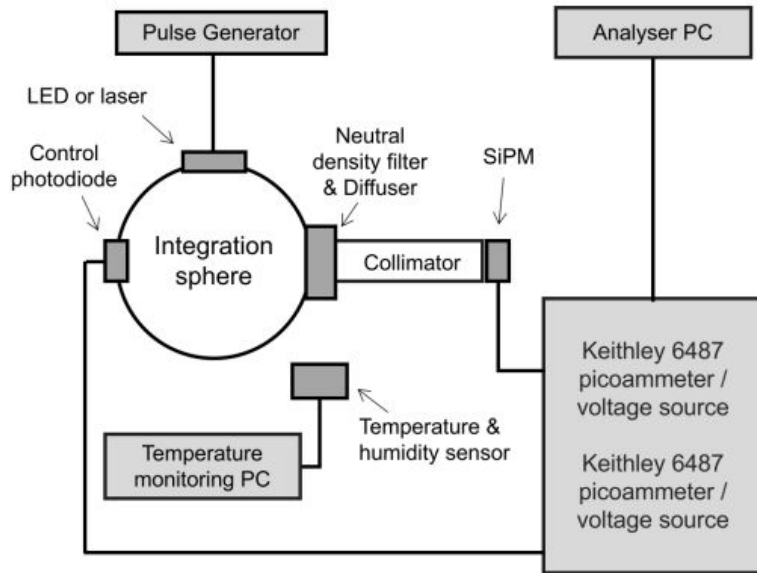 Pulse Generator
Analyser PC
LED or laser
Control
photodiode
Neutral
density filter
& Diffuser
SiPM
Integration
sphere
Collimator
Keithley 6487
picoammeter /
voltage source
Keithley 6487
picoammeter /
voltage source
Temperature &
humidity sensor
Temperature
monitoring PC